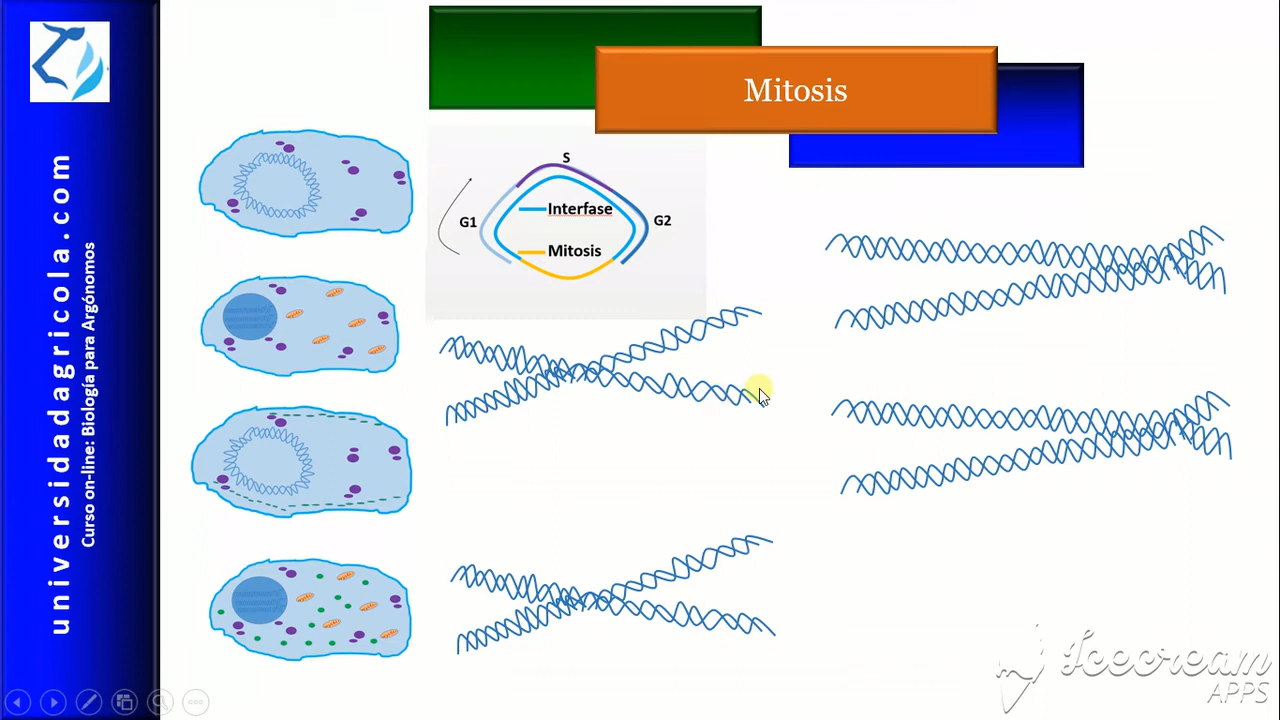 universidadagricola.com
Curso on-line: Biología para Argónomos
Mitosis
S
G1
Interfase
G2
Mitosis
Icecream
APPS